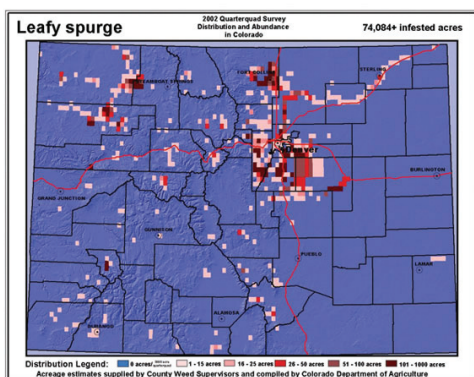 Leafy spurge
2002 Quarterquad Survey
Distribution and Abundance
in Colorado
74,084+ infested acres
STEAMBOAT SPRINGS
FORT COLLINS
STERLING
Denver
BURLINGTON
GRAND JUNCTION
GUNNISON
PUEBLO
LAMAR
ALAMOSA
DURANGO
Distribution Legend:
0 acres/
1 - 15 acres
16 - 25 acres
26 - 50 acres
51 - 100 acres
101 - 1000 acres
Acreage estimates supplied by County Weed Supervisors and compiled by Colorado Department of Agriculture